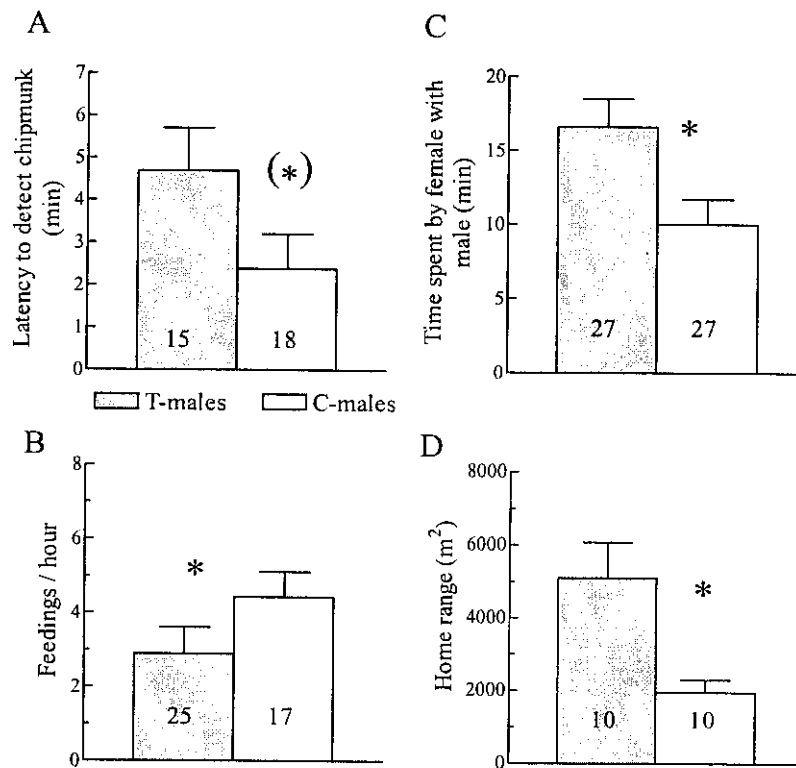 A
Latency to detect chipmunk
(min)
7
6
5
4
3
2
1
0
(*)
15
18
T-males
C-males
B
Feedings / hour
8
6
4
2
0
*
25
17
C
Time spent by female with
male (min)
20
15
10
5
0
*
27
27
D
Home range (m²)
8000
6000
4000
2000
0
*
10
10